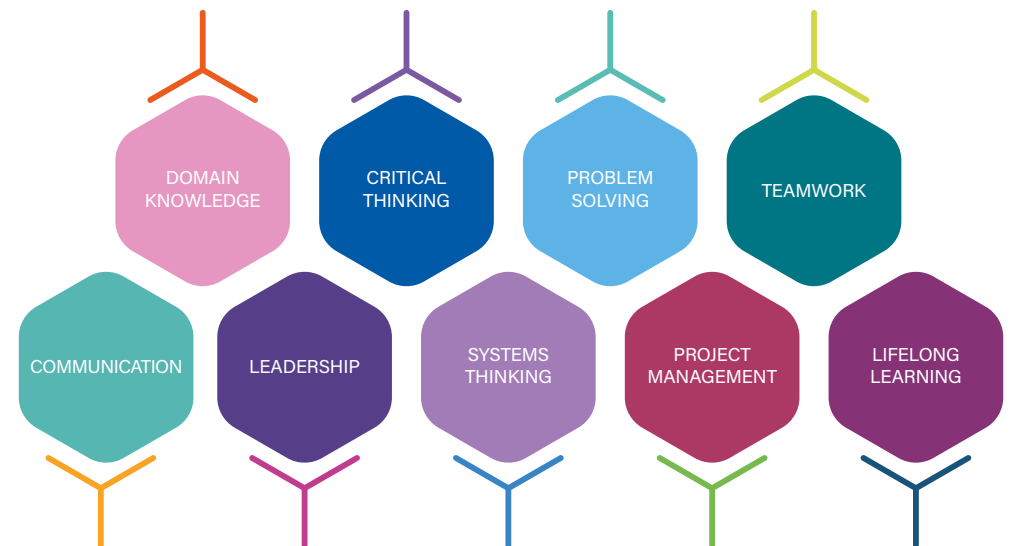 DOMAIN
KNOWLEDGE
CRITICAL
THINKING
PROBLEM
SOLVING
TEAMWORK
COMMUNICATION
LEADERSHIP
SYSTEMS
THINKING
PROJECT
MANAGEMENT
LIFELONG
LEARNING